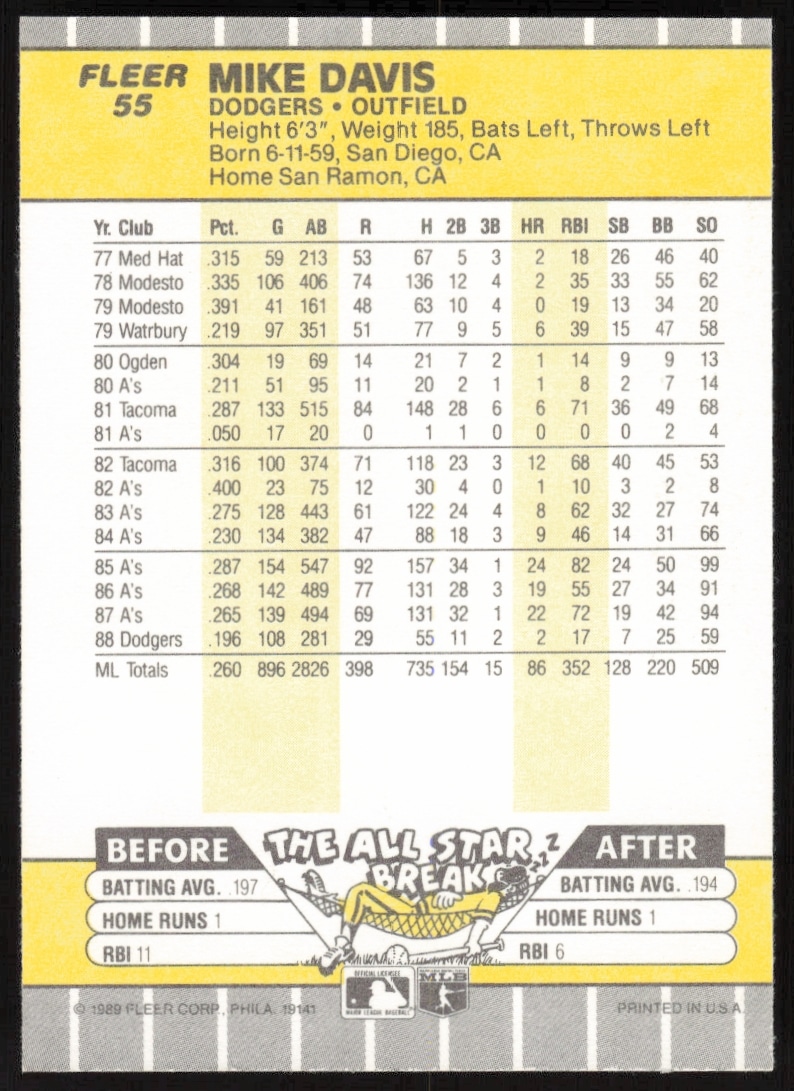 FLEER 55
MIKE DAVIS
DODGERS • OUTFIELD
Height 6'3", Weight 185, Bats Left, Throws Left
Born 6-11-59, San Diego, CA
Home San Ramon, CA
Yr. Club Pct. G AB R H 2B 3B HR RBI SB BB SO
77 Med Hat .315 59 213 53 67 5 3 2 18 26 46 40
78 Modesto .335 106 406 74 136 12 4 2 35 33 55 62
79 Modesto .391 41 161 48 63 10 4 0 19 13 34 20
79 Watrbury .219 97 351 51 77 9 5 6 39 15 47 58
80 Ogden .304 19 69 14 21 7 2 1 14 9 9 13
80 A's .211 51 95 11 20 2 1 1 8 2 7 14
81 Tacoma .287 133 515 84 148 28 6 6 71 36 49 68
81 A's .050 17 20 0 1 1 0 0 0 0 2 4
82 Tacoma .316 100 374 71 118 23 3 12 68 40 45 53
82 A's .400 23 75 12 30 4 0 1 10 3 2 8
83 A's .275 128 443 61 122 24 4 8 62 32 27 74
84 A's .230 134 382 47 88 18 3 9 46 14 31 66
85 A's .287 154 547 92 157 34 1 24 82 24 50 99
86 A's .268 142 489 77 131 28 3 19 55 27 34 91
87 A's .265 139 494 69 131 32 1 22 72 19 42 94
88 Dodgers .196 108 281 29 55 11 2 2 17 7 25 59
ML Totals .260 896 2826 398 735 154 15 86 352 128 220 509
BEFORE THE ALL STAR BREAK ZZZ AFTER
BATTING AVG. .197 BATTING AVG. .194
HOME RUNS 1 HOME RUNS 1
RBI 11 RBI 6
OFFICIAL LICENSEE
MAJOR LEAGUE BASEBALL
MLB
© 1989 FLEER CORP., PHILA. 19141 PRINTED IN U.S.A.